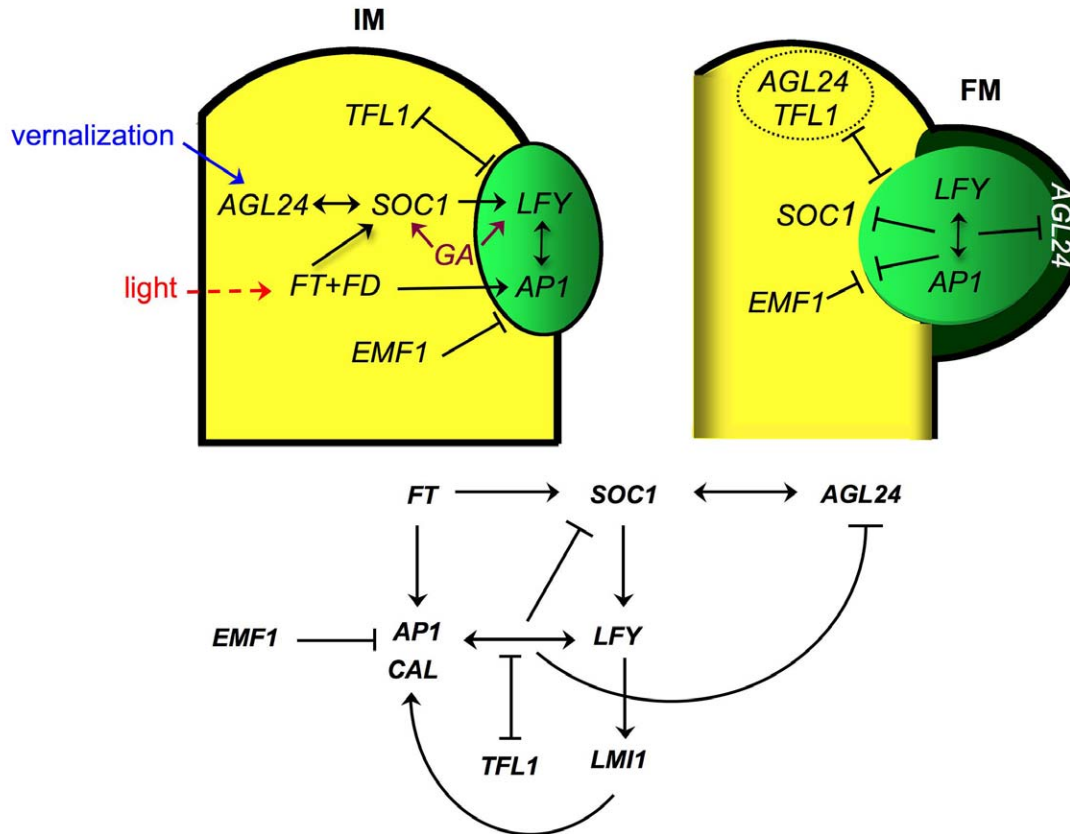 IM
TFL1
vernalization
AGL24
SOC1
LFY
GA
light
FT+FD
AP1
EMF1
FM
AGL24
TFL1
LFY
SOC1
AGL24
AP1
EMF1
FT
SOC1
AGL24
EMF1
AP1
CAL
LFY
TFL1
LMI1